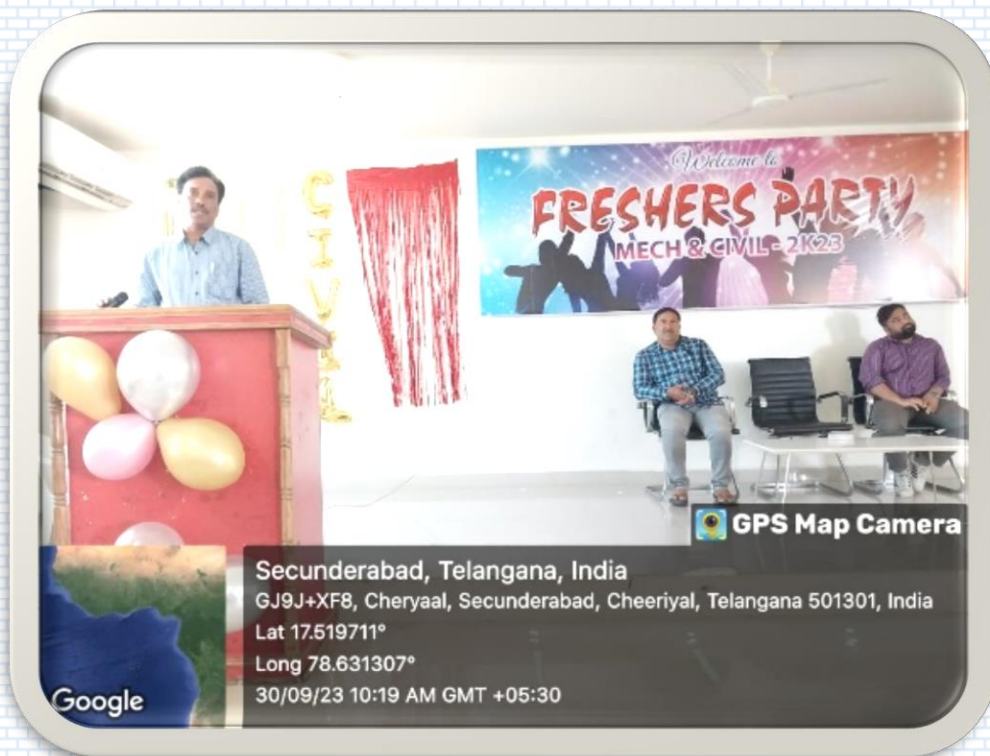 Welcome to
FRESHERS PARTY
MECH & CIVIL - 2K23
CIVIL
GPS Map Camera
Secunderabad, Telangana, India
GJ9J+XF8, Cheryaal, Secunderabad, Cheeriyal, Telangana 501301, India
Lat 17.519711°
Long 78.631307°
30/09/23 10:19 AM GMT +05:30
Google